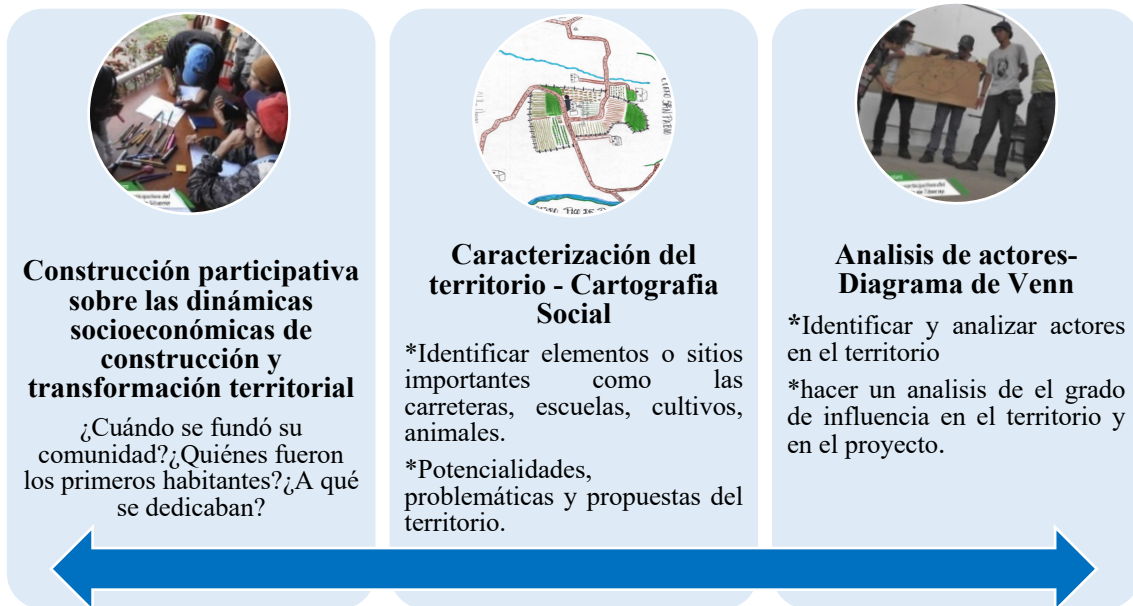 Construcción participativa
sobre las dinámicas
socioeconómicas de
construcción y
transformación territorial
¿Cuándo se fundó su
comunidad?¿Quiénes fueron
los primeros habitantes?¿A qué
se dedicaban?
Caracterización del
territorio - Cartografia
Social
*Identificar elementos o sitios
importantes como las
carreteras, escuelas, cultivos,
animales.
*Potencialidades,
problemáticas y propuestas del
territorio.
Analisis de actores-
Diagrama de Venn
*Identificar y analizar actores
en el territorio
*hacer un analisis de el grado
de influencia en el territorio y
en el proyecto.